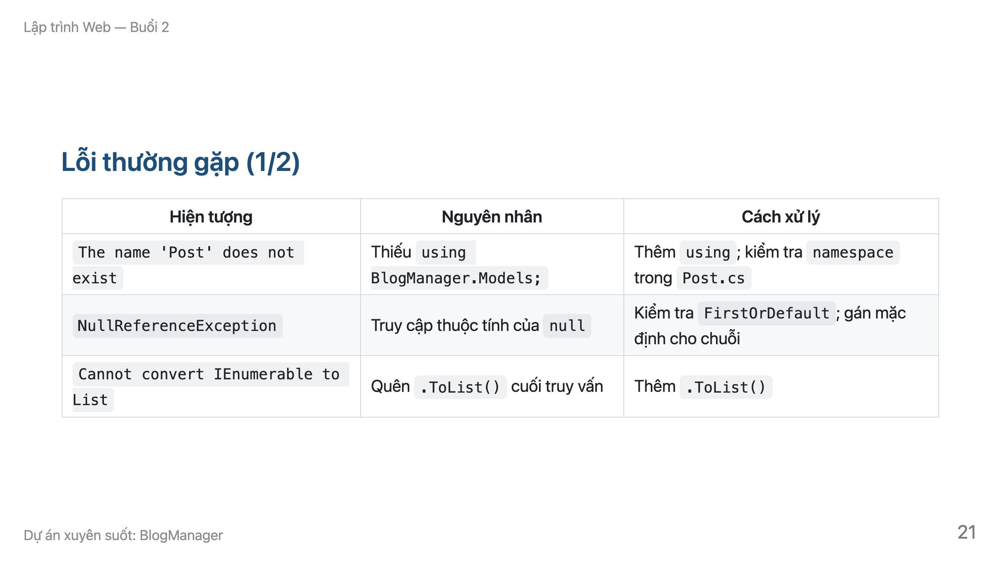 Lập trình Web — Buổi 2
Lỗi thường gặp (1/2)
Hiện tượng
Nguyên nhân
Cách xử lý
The name 'Post' does not
exist
Thiếu using
BlogManager.Models;
Thêm using; kiểm tra namespace
trong Post.cs
NullReferenceException
Truy cập thuộc tính của null
Kiểm tra FirstOrDefault; gán mặc
định cho chuỗi
Cannot convert IEnumerable to
List
Quên .ToList() cuối truy vấn
Thêm .ToList()
Dự án xuyên suốt: BlogManager
21